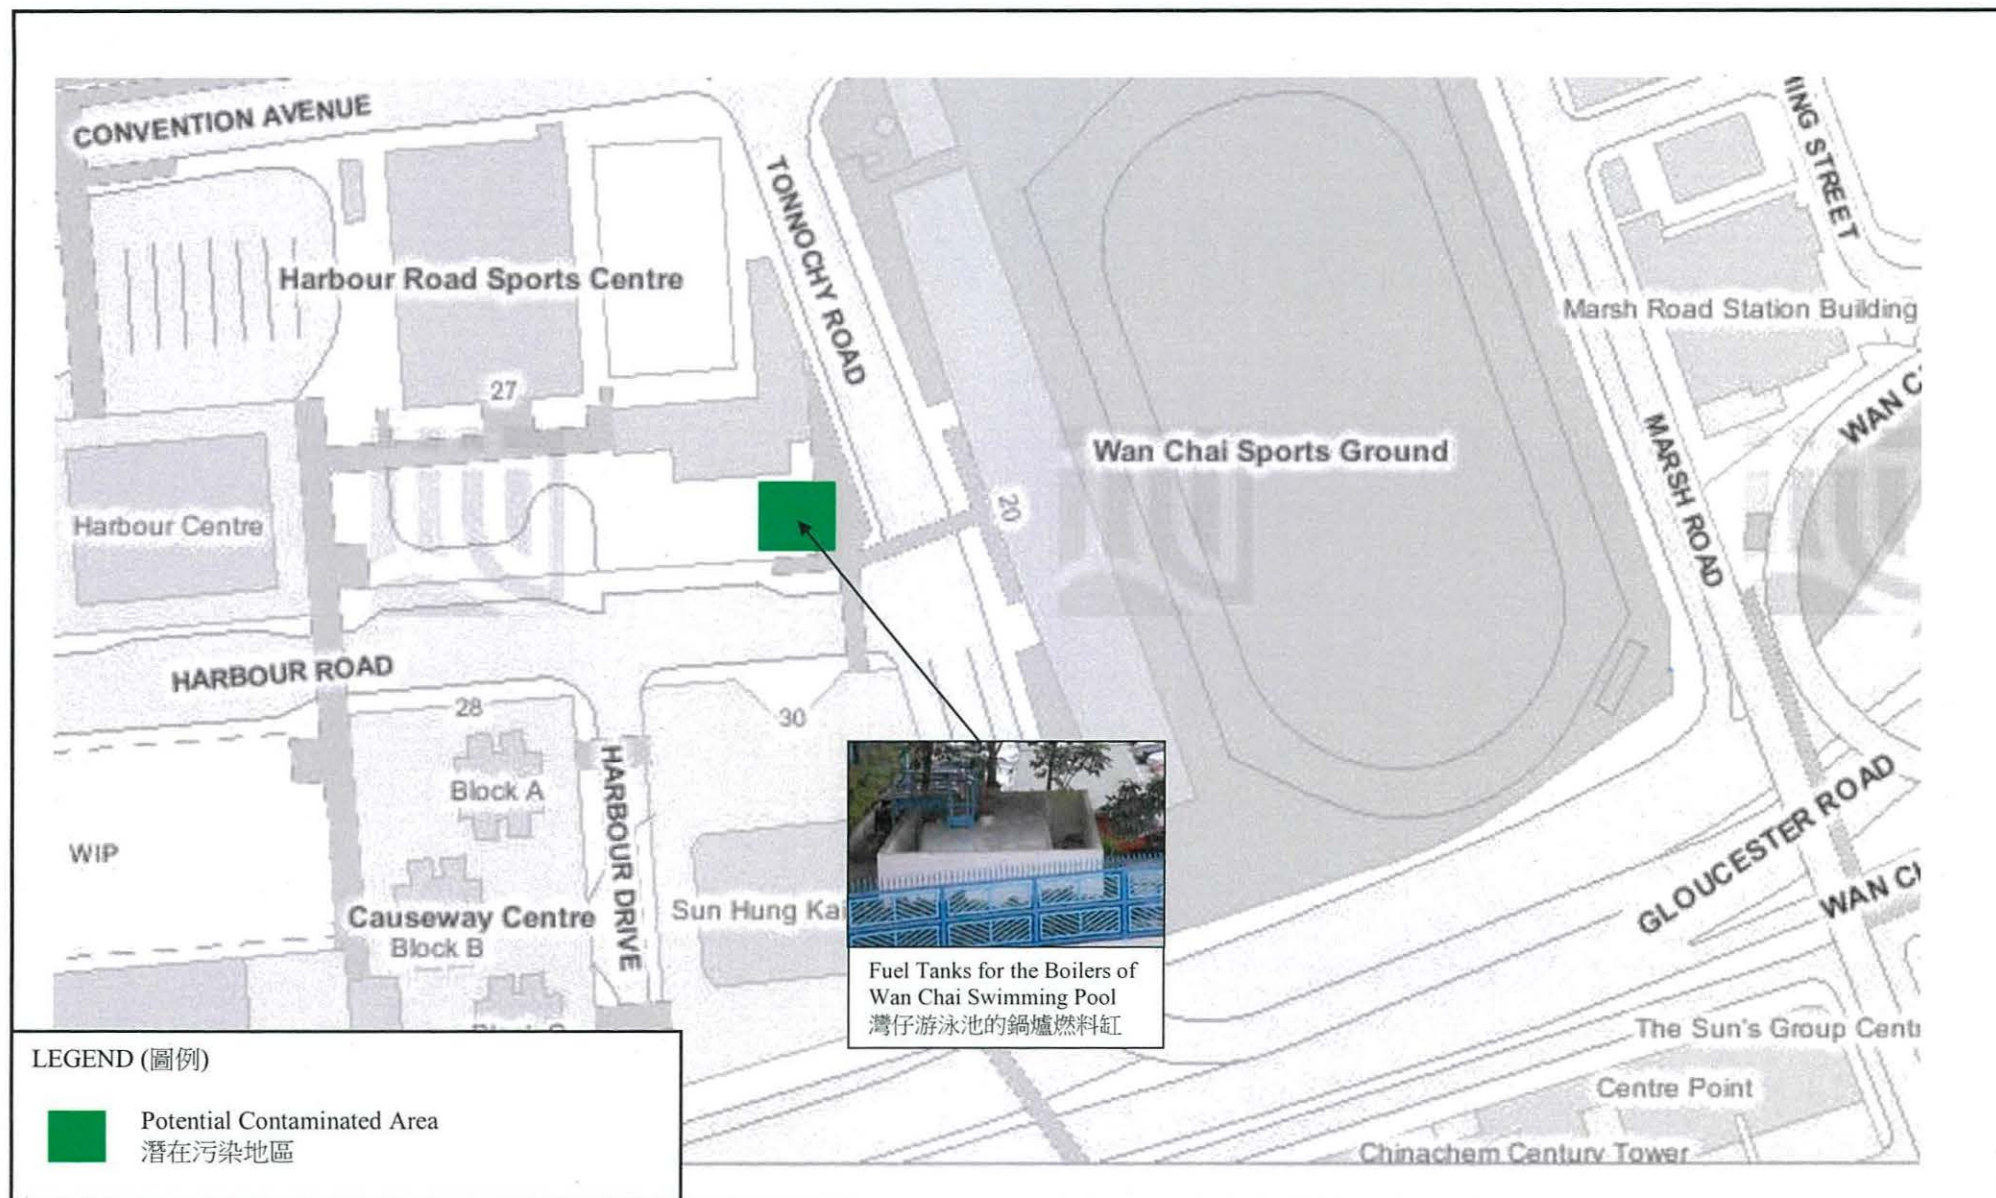 CONVENTION AVENUE
TONNOCHY ROAD
STREET
Harbour Road Sports Centre
Marsh Road Station Building
27
WAN
Wan Chai Sports Ground
MARSH ROAD
Harbour Centre
20
HARBOUR ROAD
28
30
Block A
HARBOUR DRIVE
GLOUCESTER ROAD
WIP
WAN
Causeway Centre
Block B
Sun Hung Kai
Fuel Tanks for the Boilers of
Wan Chai Swimming Pool
灣仔游泳池的鍋爐燃料缸
The Sun's Group
Centre Point
Chinachem Century Tower
LEGEND (圖例)
Potential Contaminated Area
潛在污染地區